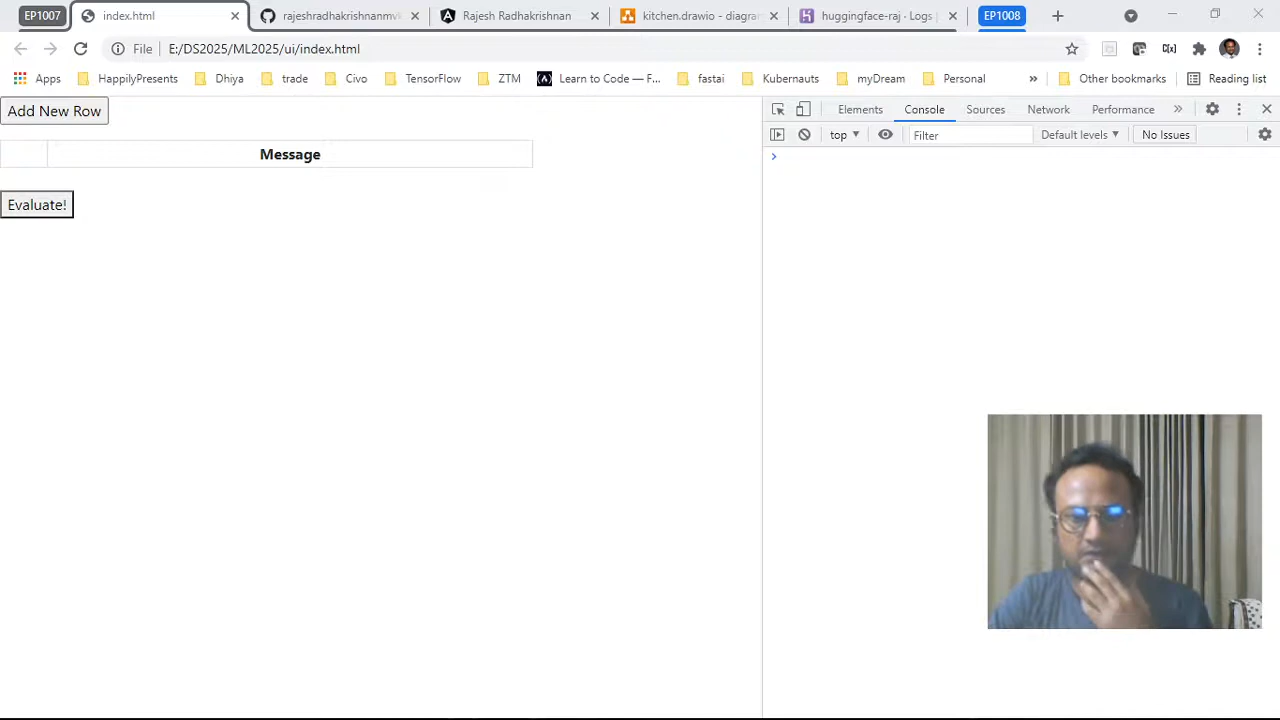 EP1007
index.html
rajeshradhakrishnanmvk
Rajesh Radhakrishnan
kitchen.drawio - diagra
huggingface-raj · Logs |
EP1008
File
E:/DS2025/ML2025/ui/index.html
Apps
HappilyPresents
Dhiya
trade
Civo
TensorFlow
ZTM
Learn to Code — F...
fastai
Kubernauts
myDream
Personal
»
Other bookmarks
Reading list
Add New Row
Elements
Console
Sources
Network
Performance
»
top
Filter
Default levels
No Issues
Message
Evaluate!